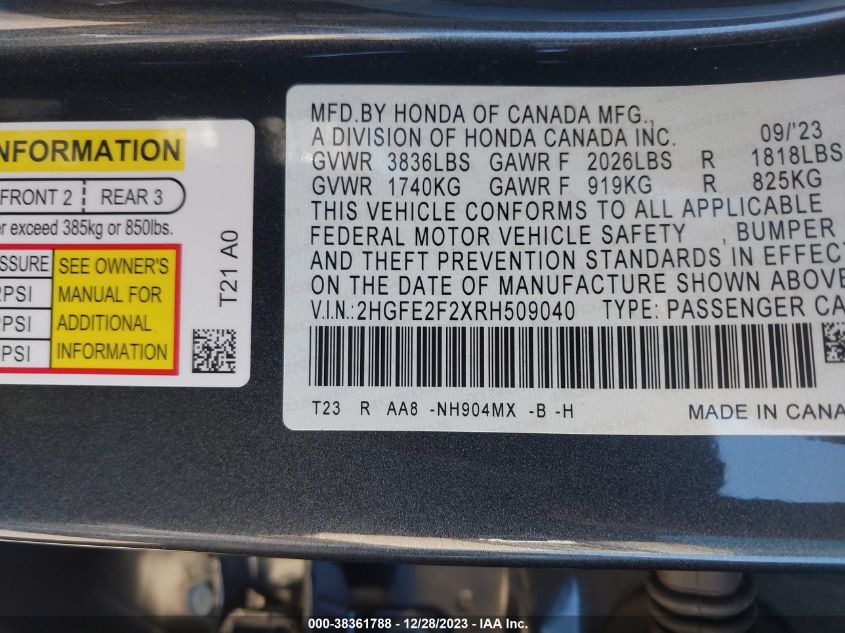 NFORMATION
FRONT 2 ¦ REAR 3
er exceed 385kg or 850lbs.
SSURE SEE OWNER'S
2PSI MANUAL FOR
2PSI ADDITIONAL
PSI INFORMATION
T21 A0
MFD.BY HONDA OF CANADA MFG.,
A DIVISION OF HONDA CANADA INC. 09/'23
GVWR 3836LBS GAWR F 2026LBS R 1818LBS
GVWR 1740KG GAWR F 919KG R 825KG
THIS VEHICLE CONFORMS TO ALL APPLICABLE
FEDERAL MOTOR VEHICLE SAFETY , BUMPER
AND THEFT PREVENTION STANDARDS IN EFFECT
ON THE DATE OF MANUFACTURE SHOWN ABOVE
V.I.N.:2HGFE2F2XRH509040 TYPE: PASSENGER CA
T23 R AA8 -NH904MX -B -H MADE IN CANA
000-38361788 - 12/28/2023 - IAA Inc.